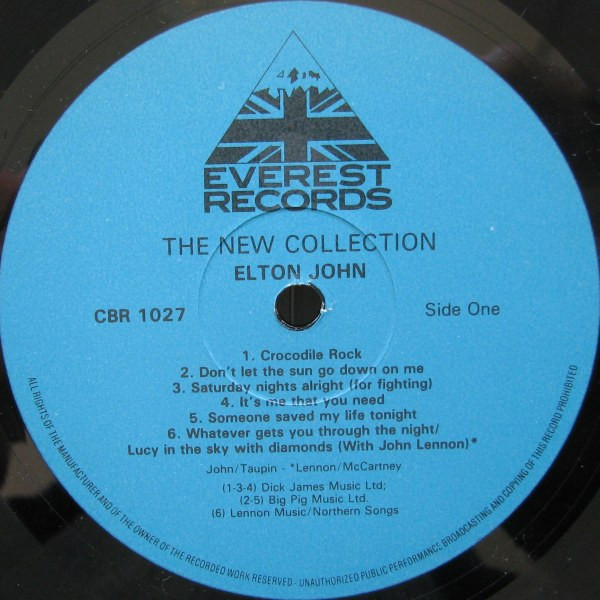 EVEREST
RECORDS
THE NEW COLLECTION
ELTON JOHN
CBR 1027
Side One
1. Crocodile Rock
2. Don't let the sun go down on me
3. Saturday nights alright (for fighting)
4. It's me that you need
5. Someone saved my life tonight
6. Whatever gets you through the night/
Lucy in the sky with diamonds (With John Lennon)*
John/Taupin - *Lennon/McCartney
(1-3-4) Dick James Music Ltd;
(2-5) Big Pig Music Ltd.
(6) Lennon Music/Northern Songs
ALL RIGHTS OF THE MANUFACTURER AND OF THE OWNER OF THE RECORDED WORK RESERVED - UNAUTHORIZED PUBLIC PERFORMANCE BROADCASTING AND COPYING OF THIS RECORD PROHIBITED